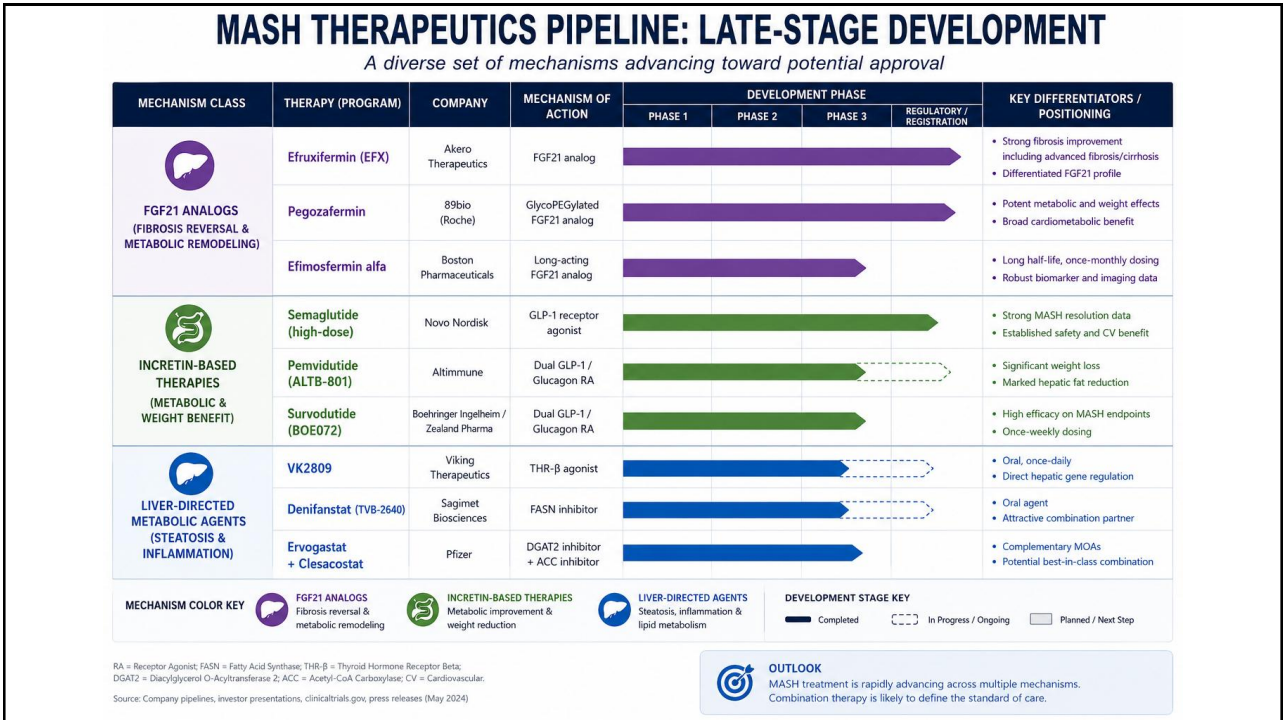 MASH THERAPEUTICS PIPELINE: LATE-STAGE DEVELOPMENT
A diverse set of mechanisms advancing toward potential approval
MECHANISM CLASS
THERAPY (PROGRAM)
COMPANY
MECHANISM OF
ACTION
DEVELOPMENT PHASE
PHASE 1
PHASE 2
PHASE 3
REGULATORY /
REGISTRATION
KEY DIFFERENTIATORS /
POSITIONING
FGF21 ANALOGS
(FIBROSIS REVERSAL &
METABOLIC REMODELING)
Efruxifermin (EFX)
Akero
Therapeutics
FGF21 analog
• Strong fibrosis improvement
including advanced fibrosis/cirrhosis
• Differentiated FGF21 profile
Pegozafermin
89bio
(Roche)
GlycoPEGylated
FGF21 analog
• Potent metabolic and weight effects
• Broad cardiometabolic benefit
Efimosfermin alfa
Boston
Pharmaceuticals
Long-acting
FGF21 analog
• Long half-life, once-monthly dosing
• Robust biomarker and imaging data
INCRETIN-BASED
THERAPIES
(METABOLIC &
WEIGHT BENEFIT)
Semaglutide
(high-dose)
Novo Nordisk
GLP-1 receptor
agonist
• Strong MASH resolution data
• Established safety and CV benefit
Pemvidutide
(ALTB-801)
Altimmune
Dual GLP-1 /
Glucagon RA
• Significant weight loss
• Marked hepatic fat reduction
Survodutide
(BOE072)
Boehringer Ingelheim /
Zealand Pharma
Dual GLP-1 /
Glucagon RA
• High efficacy on MASH endpoints
• Once-weekly dosing
LIVER-DIRECTED
METABOLIC AGENTS
(STEATOSIS &
INFLAMMATION)
VK2809
Viking
Therapeutics
THR-β agonist
• Oral, once-daily
• Direct hepatic gene regulation
Denifanstat (TVB-2640)
Sagimet
Biosciences
FASN inhibitor
• Oral agent
• Attractive combination partner
Ervogastat
+ Clesacostat
Pfizer
DGAT2 inhibitor
+ ACC inhibitor
• Complementary MOAs
• Potential best-in-class combination
MECHANISM COLOR KEY
FGF21 ANALOGS
Fibrosis reversal &
metabolic remodeling
INCRETIN-BASED THERAPIES
Metabolic improvement &
weight reduction
LIVER-DIRECTED AGENTS
Steatosis, inflammation &
lipid metabolism
DEVELOPMENT STAGE KEY
Completed
In Progress / Ongoing
Planned / Next Step
RA = Receptor Agonist; FASN = Fatty Acid Synthase; THR-β = Thyroid Hormone Receptor Beta;
DGAT2 = Diacylglycerol O-Acyltransferase 2; ACC = Acetyl-CoA Carboxylase; CV = Cardiovascular.
Source: Company pipelines, investor presentations, clinicaltrials.gov, press releases (May 2024)
OUTLOOK
MASH treatment is rapidly advancing across multiple mechanisms.
Combination therapy is likely to define the standard of care.